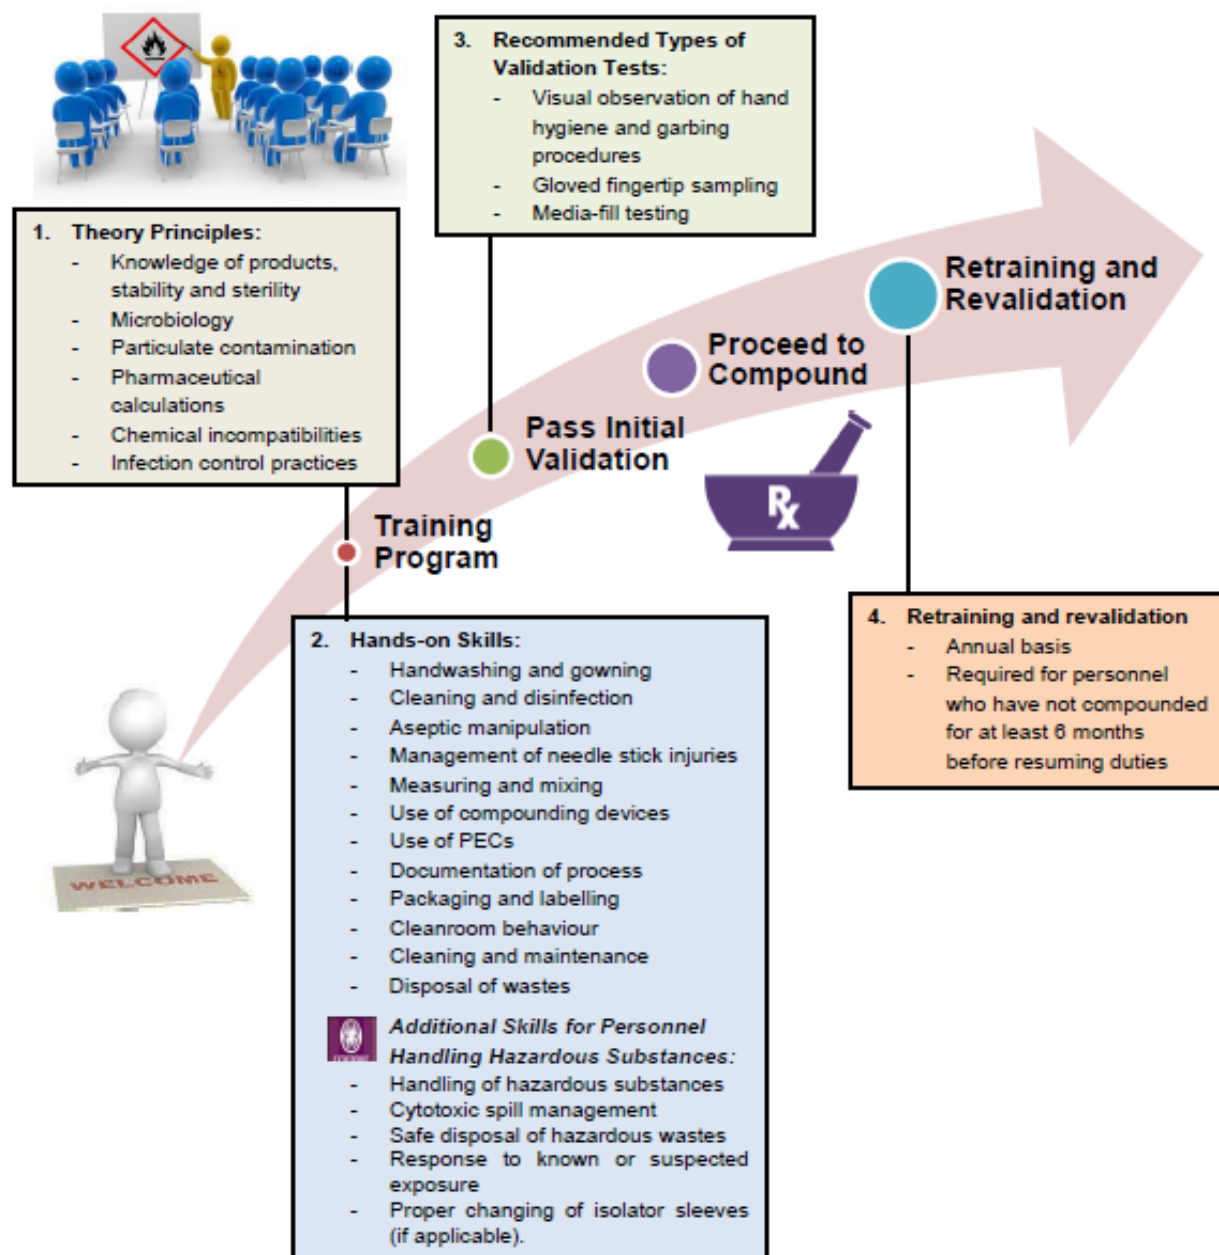 1. Theory Principles:
- Knowledge of products,
stability and sterility
- Microbiology
- Particulate contamination
- Pharmaceutical
calculations
- Chemical incompatibilities
- Infection control practices
3. Recommended Types of
Validation Tests:
- Visual observation of hand
hygiene and garbing
procedures
- Gloved fingertip sampling
- Media-fill testing
Retraining and
Revalidation
Proceed to
Compound
Pass Initial
Validation
Rx
Training
Program
2. Hands-on Skills:
- Handwashing and gowning
- Cleaning and disinfection
- Aseptic manipulation
- Management of needle stick injuries
- Measuring and mixing
- Use of compounding devices
- Use of PECs
- Documentation of process
- Packaging and labelling
- Cleanroom behaviour
- Cleaning and maintenance
- Disposal of wastes
Additional Skills for Personnel
Handling Hazardous Substances:
- Handling of hazardous substances
- Cytotoxic spill management
- Safe disposal of hazardous wastes
- Response to known or suspected
exposure
- Proper changing of isolator sleeves
(if applicable).
4. Retraining and revalidation
- Annual basis
- Required for personnel
who have not compounded
for at least 6 months
before resuming duties
WELCOME